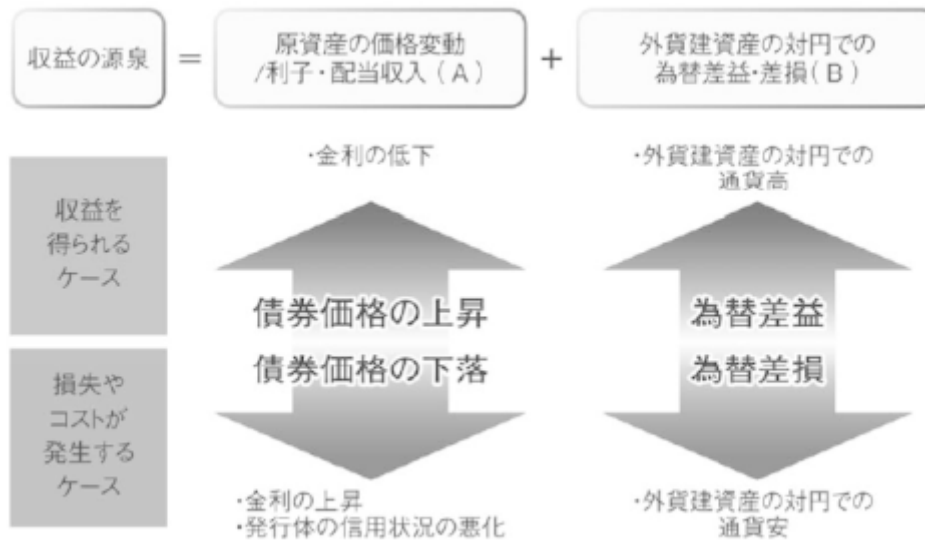 収益の源泉
=
原資産の価格変動
/利子・配当収入(A)
+
外貨建資産の対円での
為替差益・差損(B)
収益を
得られる
ケース
・金利の低下
・外貨建資産の対円での
通貨高
債券価格の上昇
為替差益
損失や
コストが
発生する
ケース
債券価格の下落
為替差損
・金利の上昇
・発行体の信用状況の悪化
・外貨建資産の対円での
通貨安